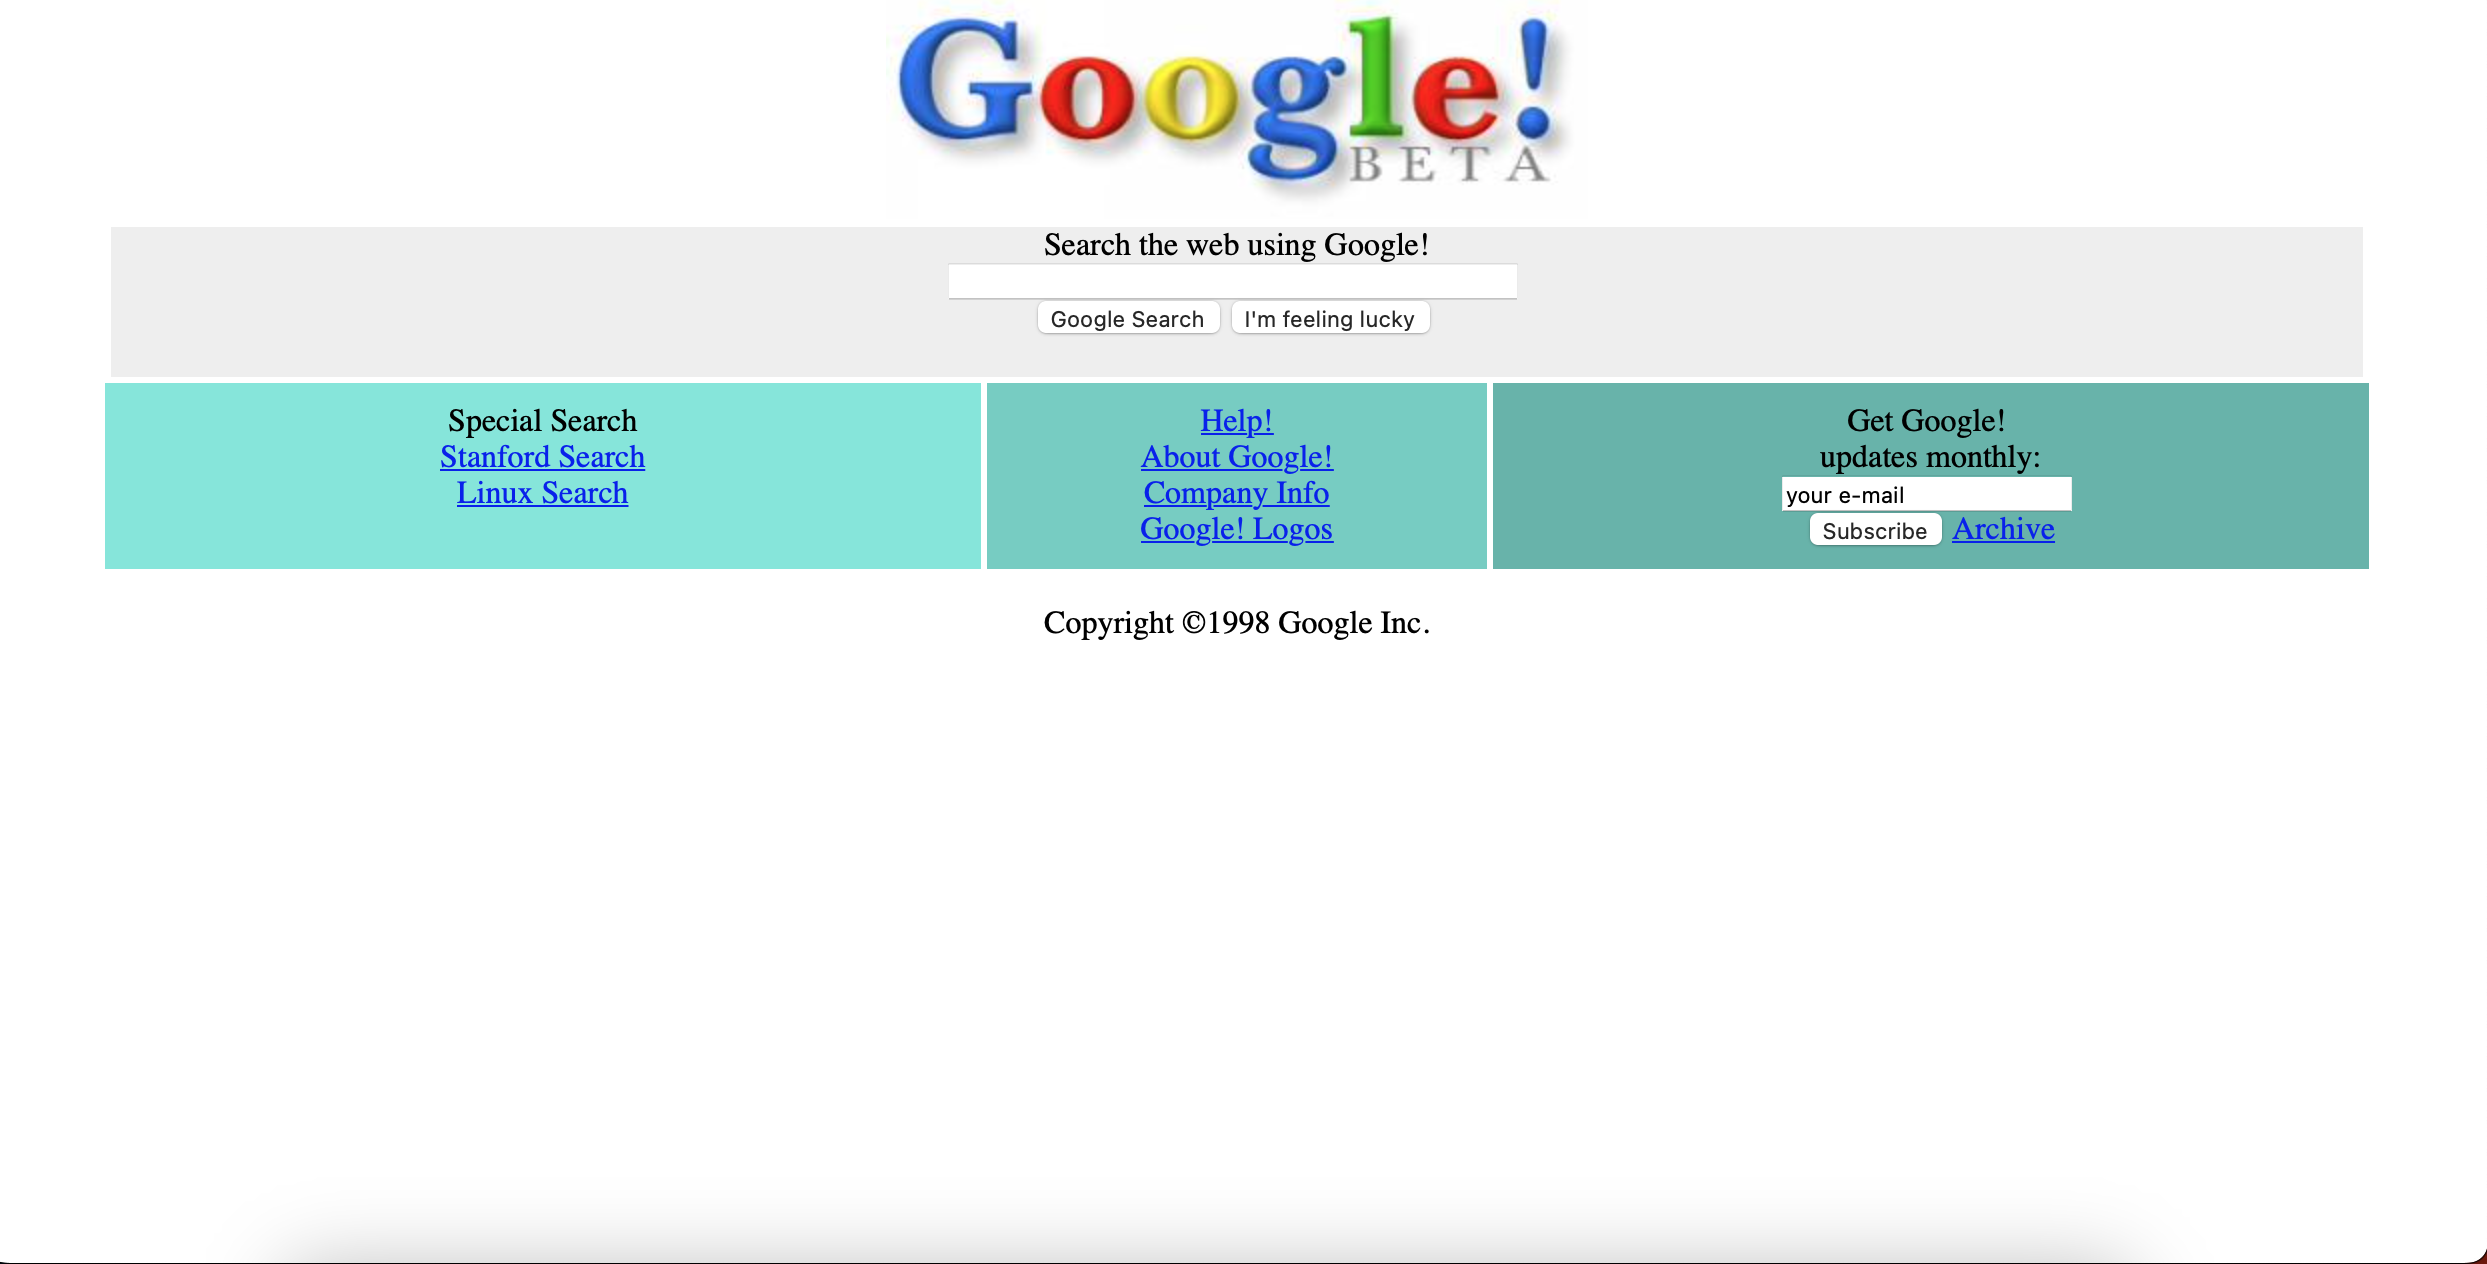 Google!
BETA
Search the web using Google!
Google Search I'm feeling lucky
Special Search
Stanford Search
Linux Search
Help!
About Google!
Company Info
Google! Logos
Get Google!
updates monthly:
your e-mail
Subscribe Archive
Copyright ©1998 Google Inc.